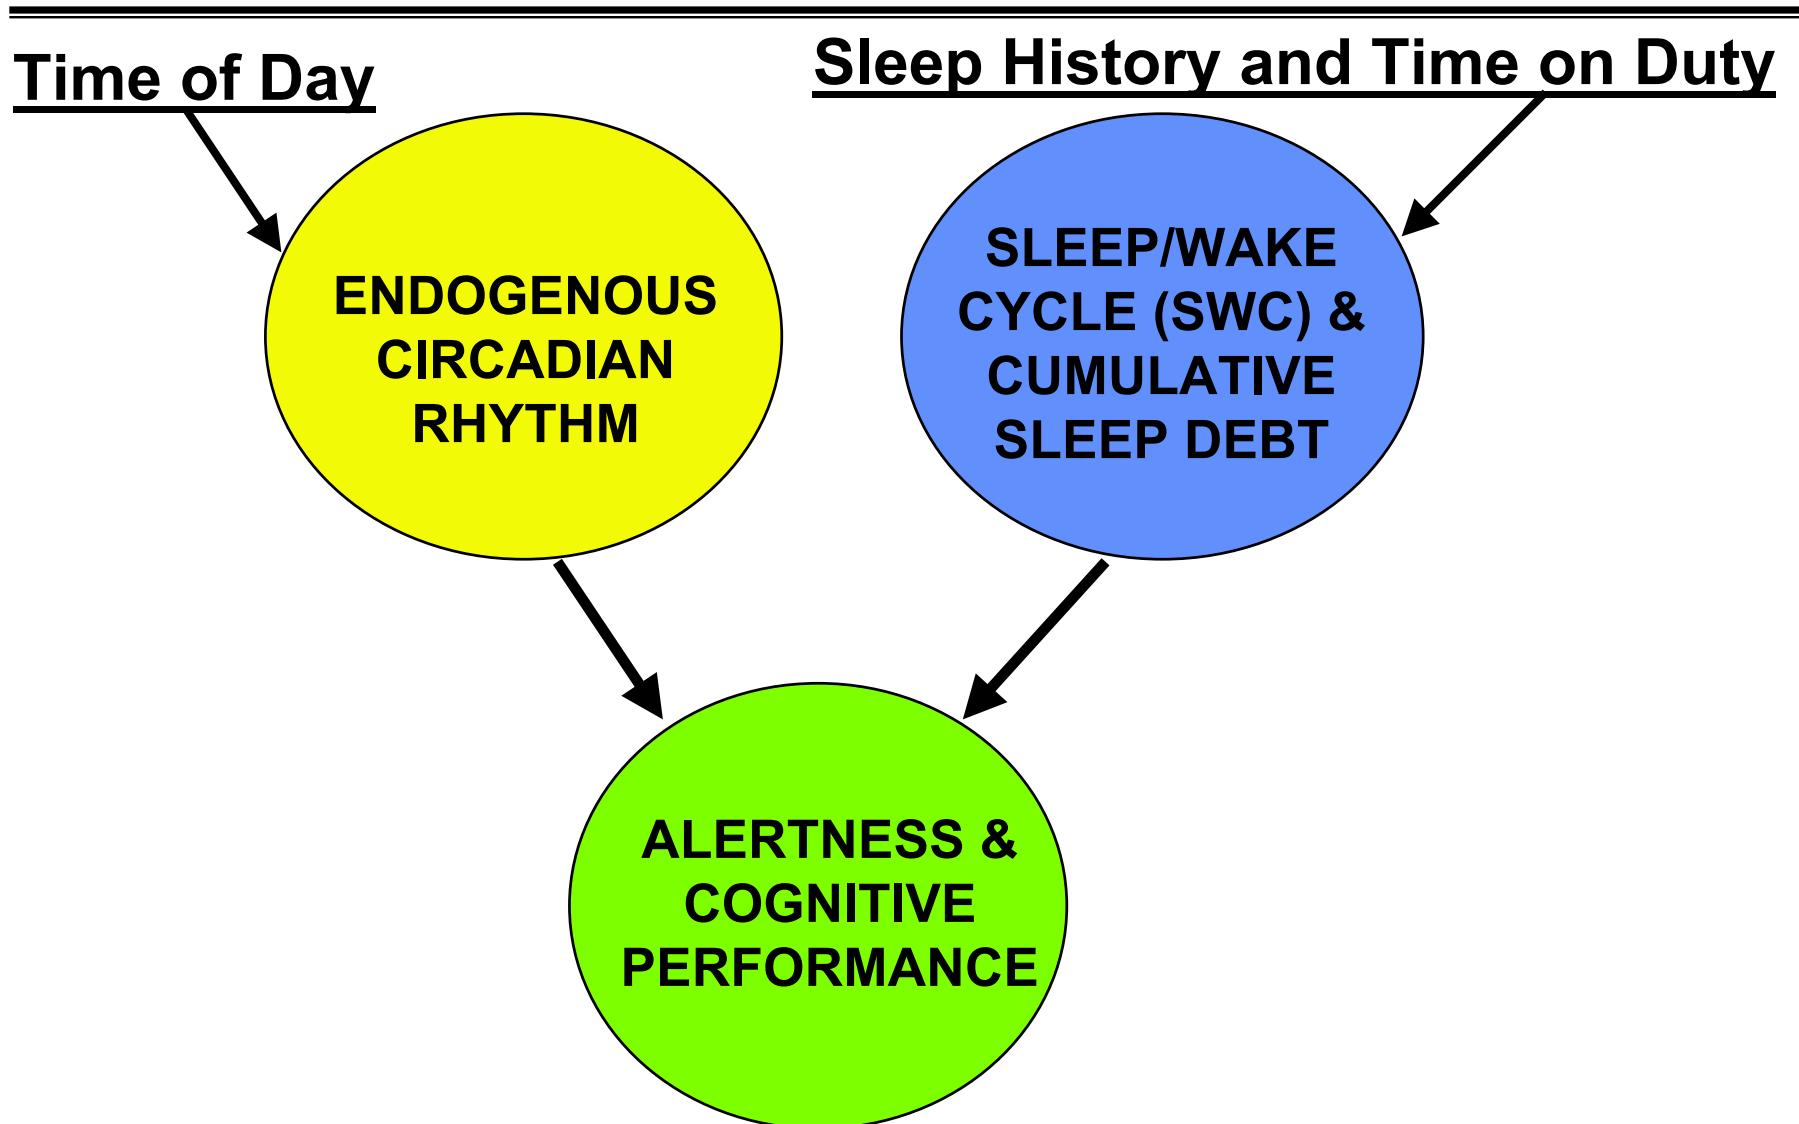 Time of Day
Sleep History and Time on Duty
ENDOGENOUS
CIRCADIAN
RHYTHM
SLEEP/WAKE
CYCLE (SWC) &
CUMULATIVE
SLEEP DEBT
ALERTNESS &
COGNITIVE
PERFORMANCE